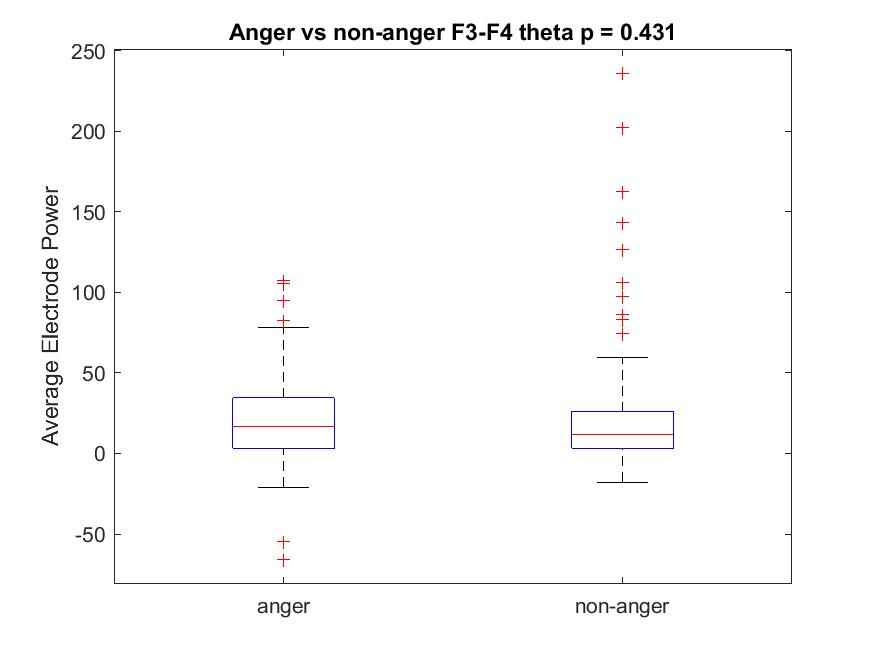 Anger vs non-anger F3-F4 theta p = 0.431
250
200
150
100
50
0
-50
Average Electrode Power
anger
non-anger